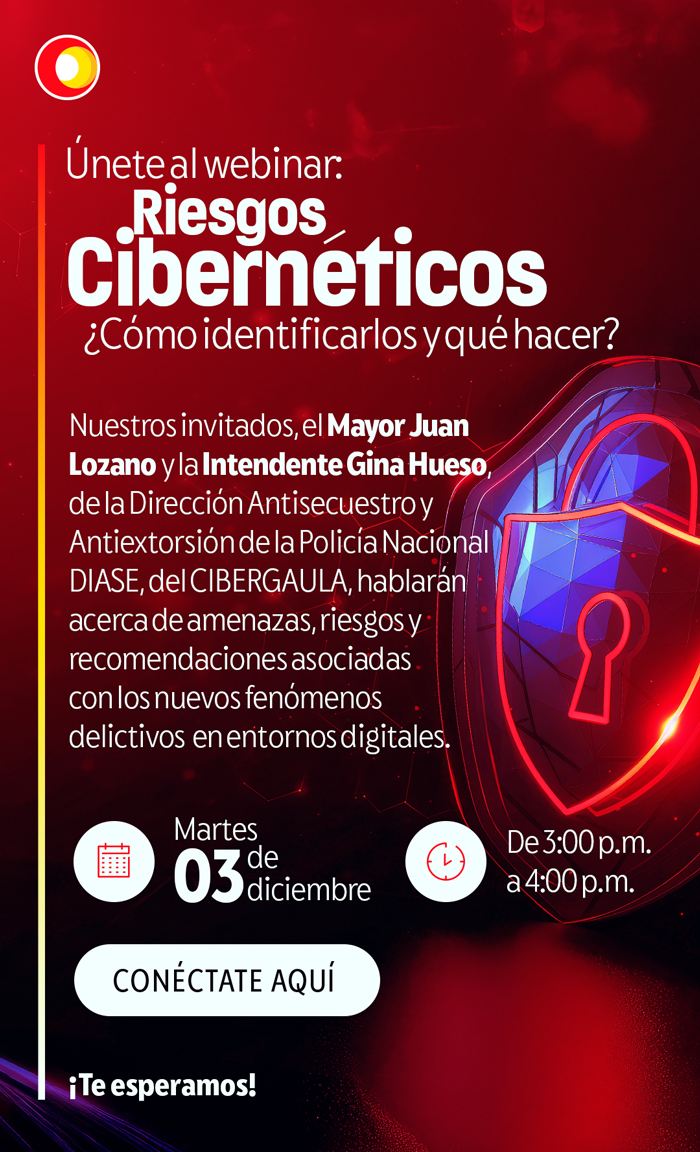 Únete al webinar:
Riesgos
Cibernéticos
¿Cómo identificarlos y qué hacer?
Nuestros invitados, el Mayor Juan
Lozano y la Intendente Gina Hueso,
de la Dirección Antisecuestro y
Antiextorsión de la Policía Nacional
DIASE, del CIBERGAULA, hablarán
acerca de amenazas, riesgos y
recomendaciones asociadas
con los nuevos fenómenos
delictivos en entornos digitales.
Martes
03 de
diciembre
De 3:00 p.m.
a 4:00 p.m.
CONÉCTATE AQUÍ
¡Te esperamos!